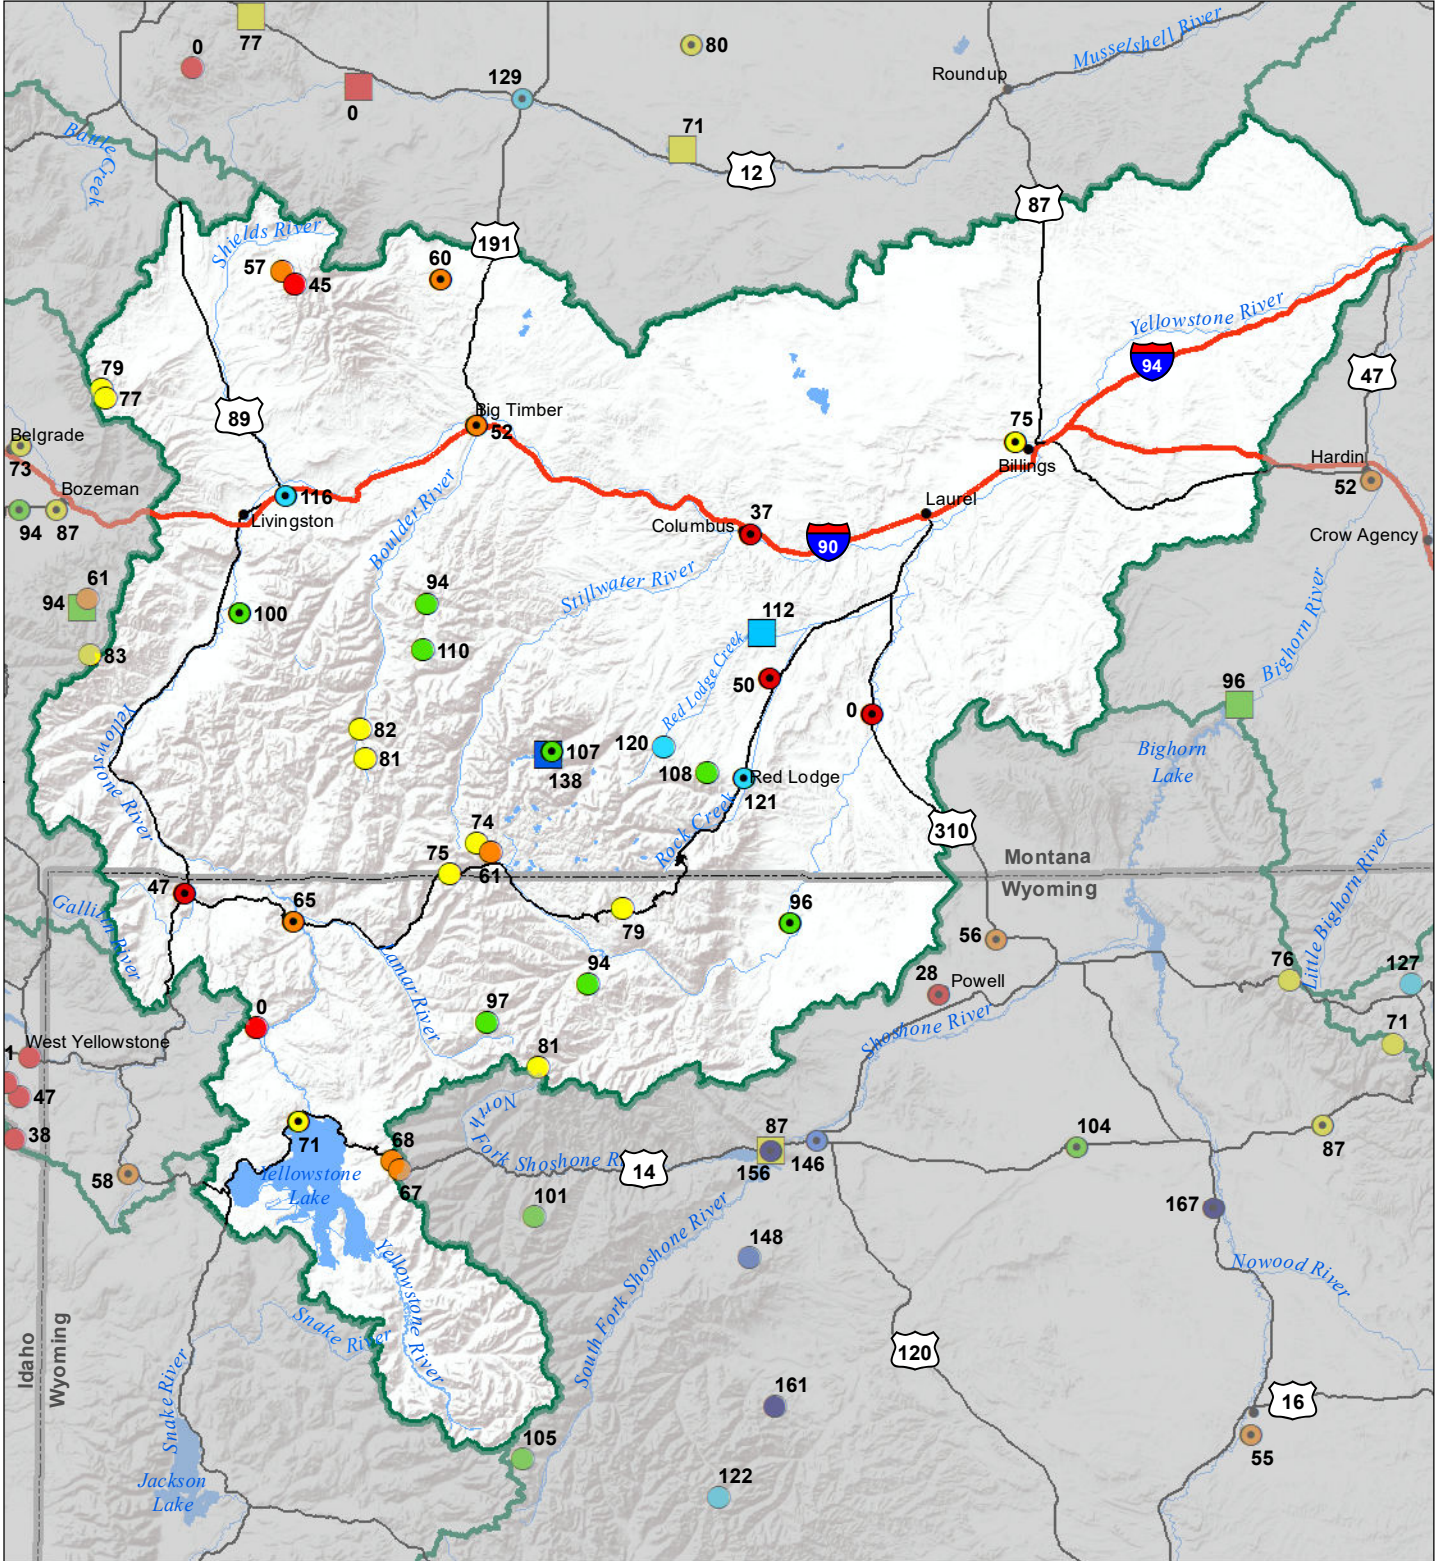 77
0
0
129
80
71
Roundup
Musselshell River
12
Battle Creek
87
191
Shields River
57
45
60
Yellowstone River
94
47
79
77
89
Big Timber
52
75
Billings
Belgrade
73
Bozeman
94
87
116
Livingston
Hardin
52
Laurel
Columbus
37
90
Crow Agency
Boulder River
Stillwater River
61
94
83
100
94
110
112
Red Lodge Creek
50
0
96
Bighorn River
Bighorn
Lake
Yellowstone River
82
81
107
138
120
108
Red Lodge
121
Rock Creek
310
74
75
61
Montana
Wyoming
Little Bighorn River
47
65
Gallatin River
79
96
56
Lamar River
94
97
28
Powell
76
127
71
Shoshone River
0
West Yellowstone
1
47
38
81
North
Fork Shoshone R
14
87
156
146
104
87
71
68
67
Yellowstone
Lake
58
101
148
167
South Fork Shoshone River
Nowood River
Yellowstone River
Snake River
Snake River
Idaho
Wyoming
120
161
16
55
105
122
Jackson
Lake